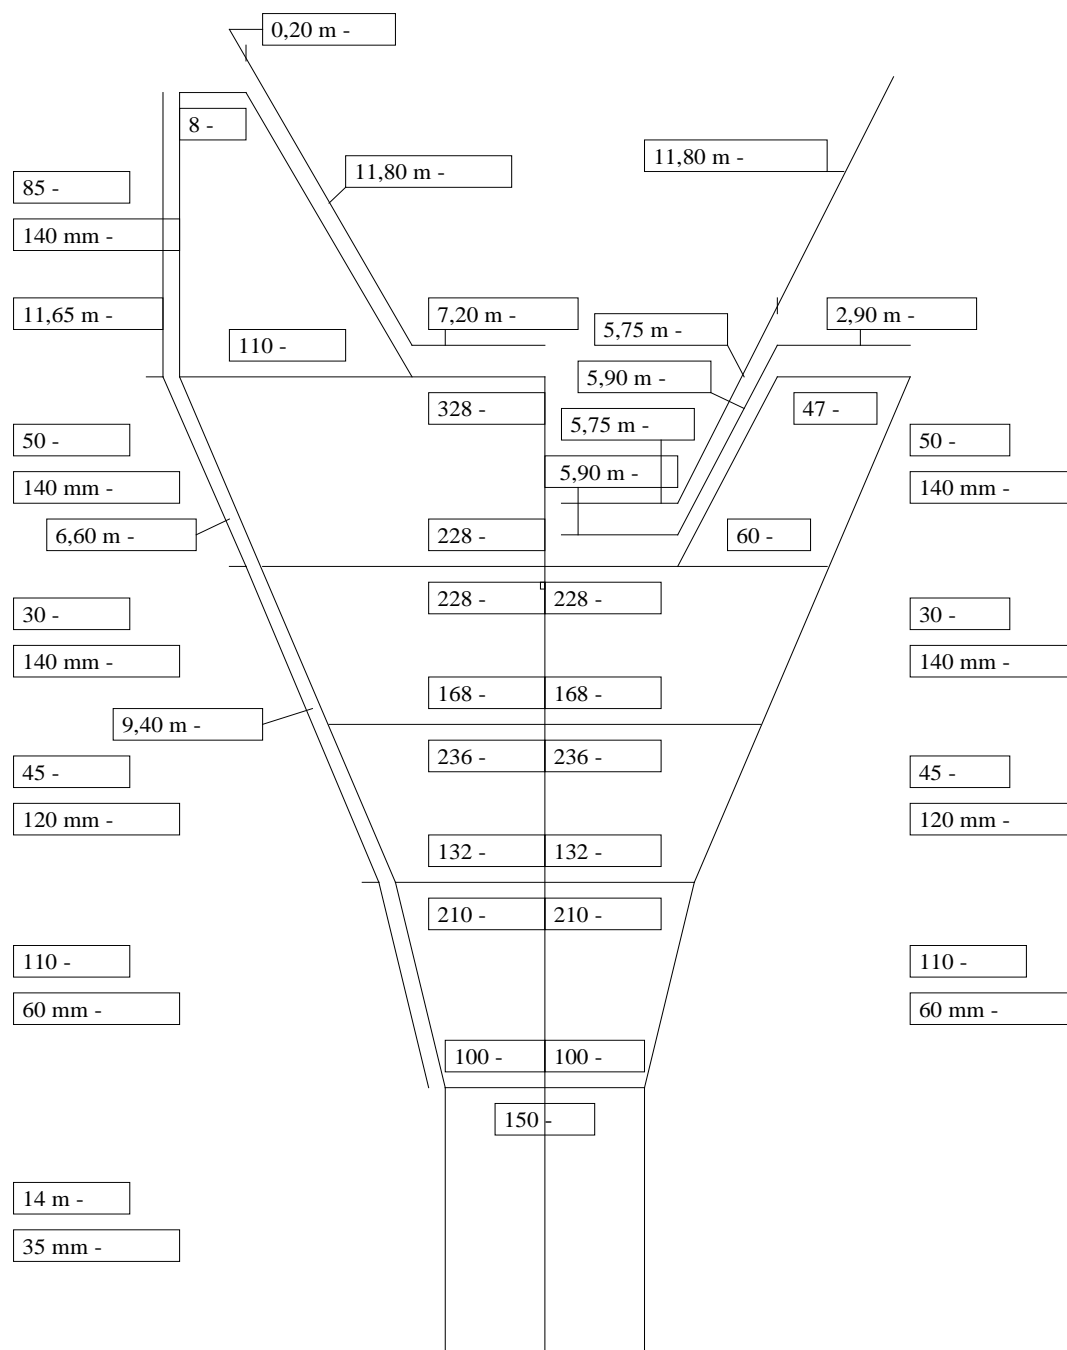 0,20 m -
8 -
11,80 m -
11,80 m -
85 -
140 mm -
11,65 m -
7,20 m -
5,75 m -
2,90 m -
110 -
5,90 m -
328 -
5,75 m -
47 -
50 -
50 -
140 mm -
5,90 m -
140 mm -
6,60 m -
228 -
60 -
228 -
228 -
30 -
30 -
140 mm -
140 mm -
168 -
168 -
9,40 m -
236 -
236 -
45 -
45 -
120 mm -
120 mm -
132 -
132 -
210 -
210 -
110 -
110 -
60 mm -
60 mm -
100 -
100 -
150 -
14 m -
35 mm -